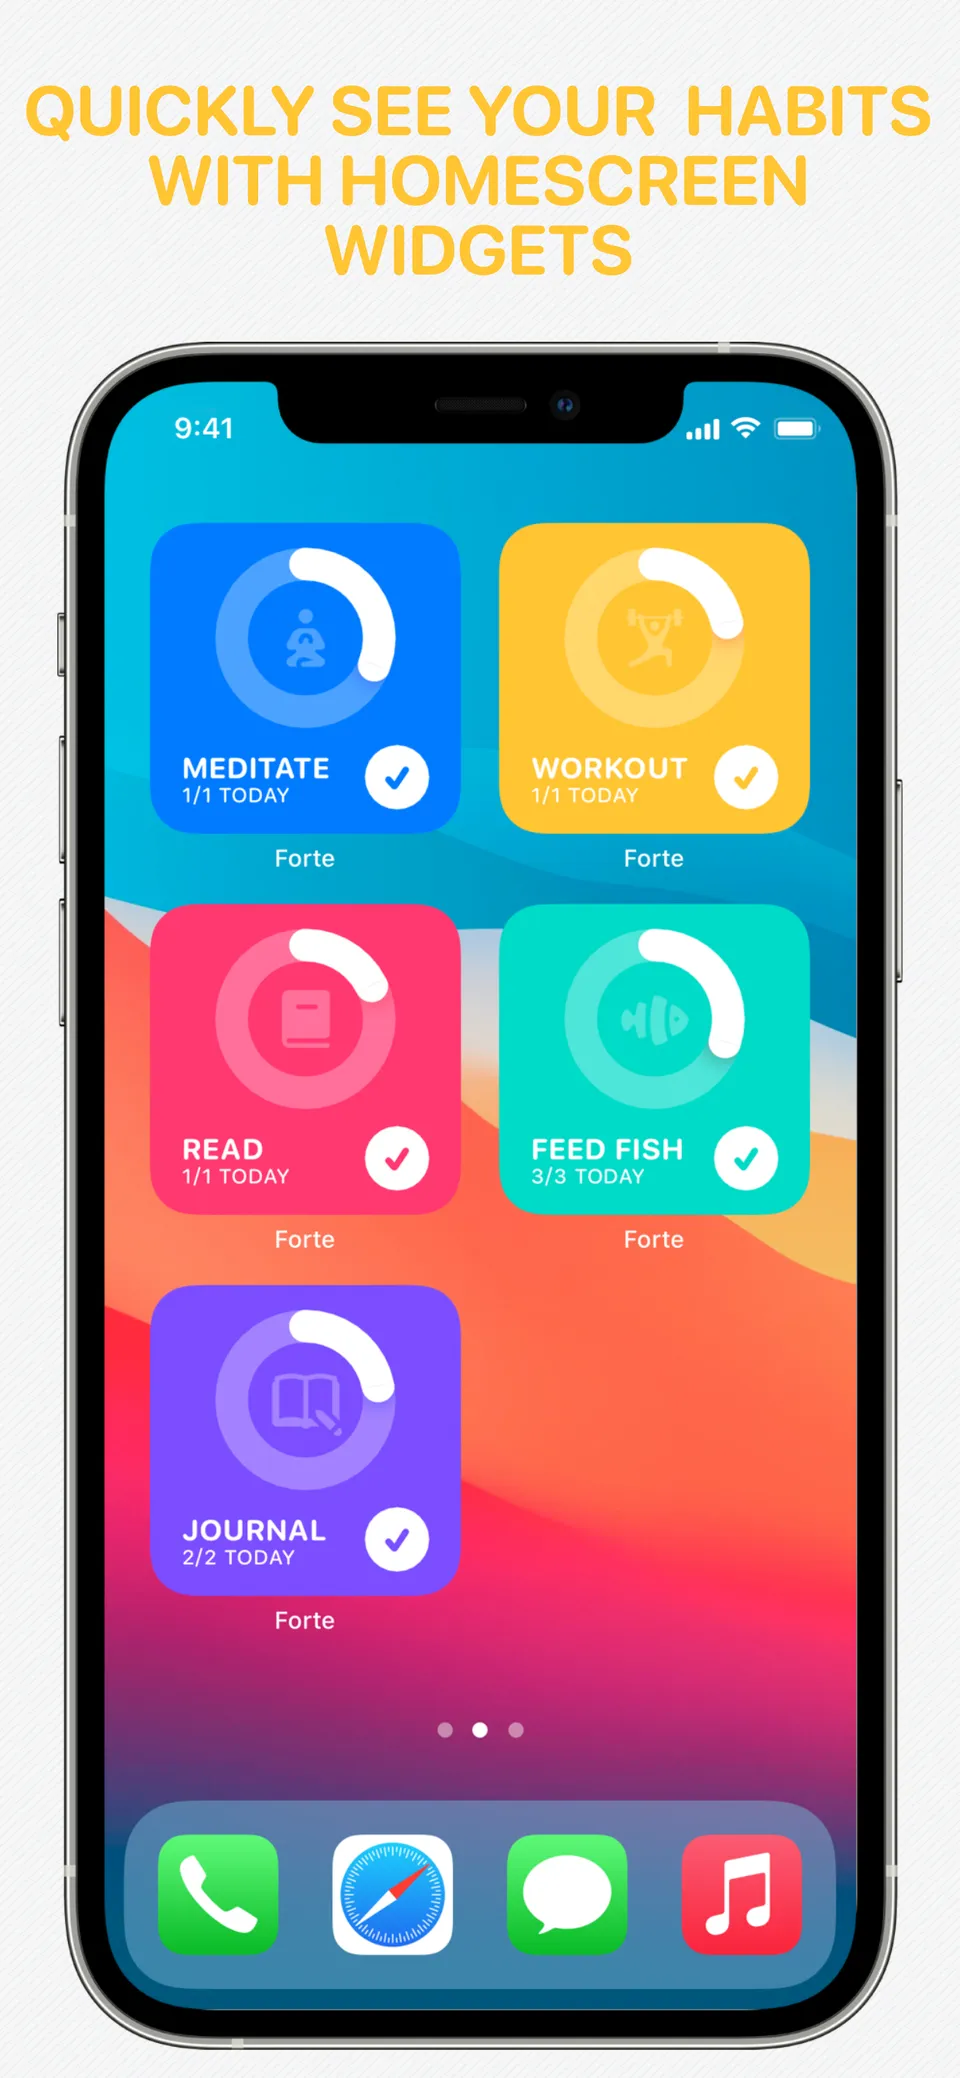 QUICKLY SEE YOUR HABITS
WITH HOMESCREEN
WIDGETS
9:41
MEDITATE
1/1 TODAY
Forte
WORKOUT
1/1 TODAY
Forte
READ
1/1 TODAY
Forte
FEED FISH
3/3 TODAY
Forte
JOURNAL
2/2 TODAY
Forte